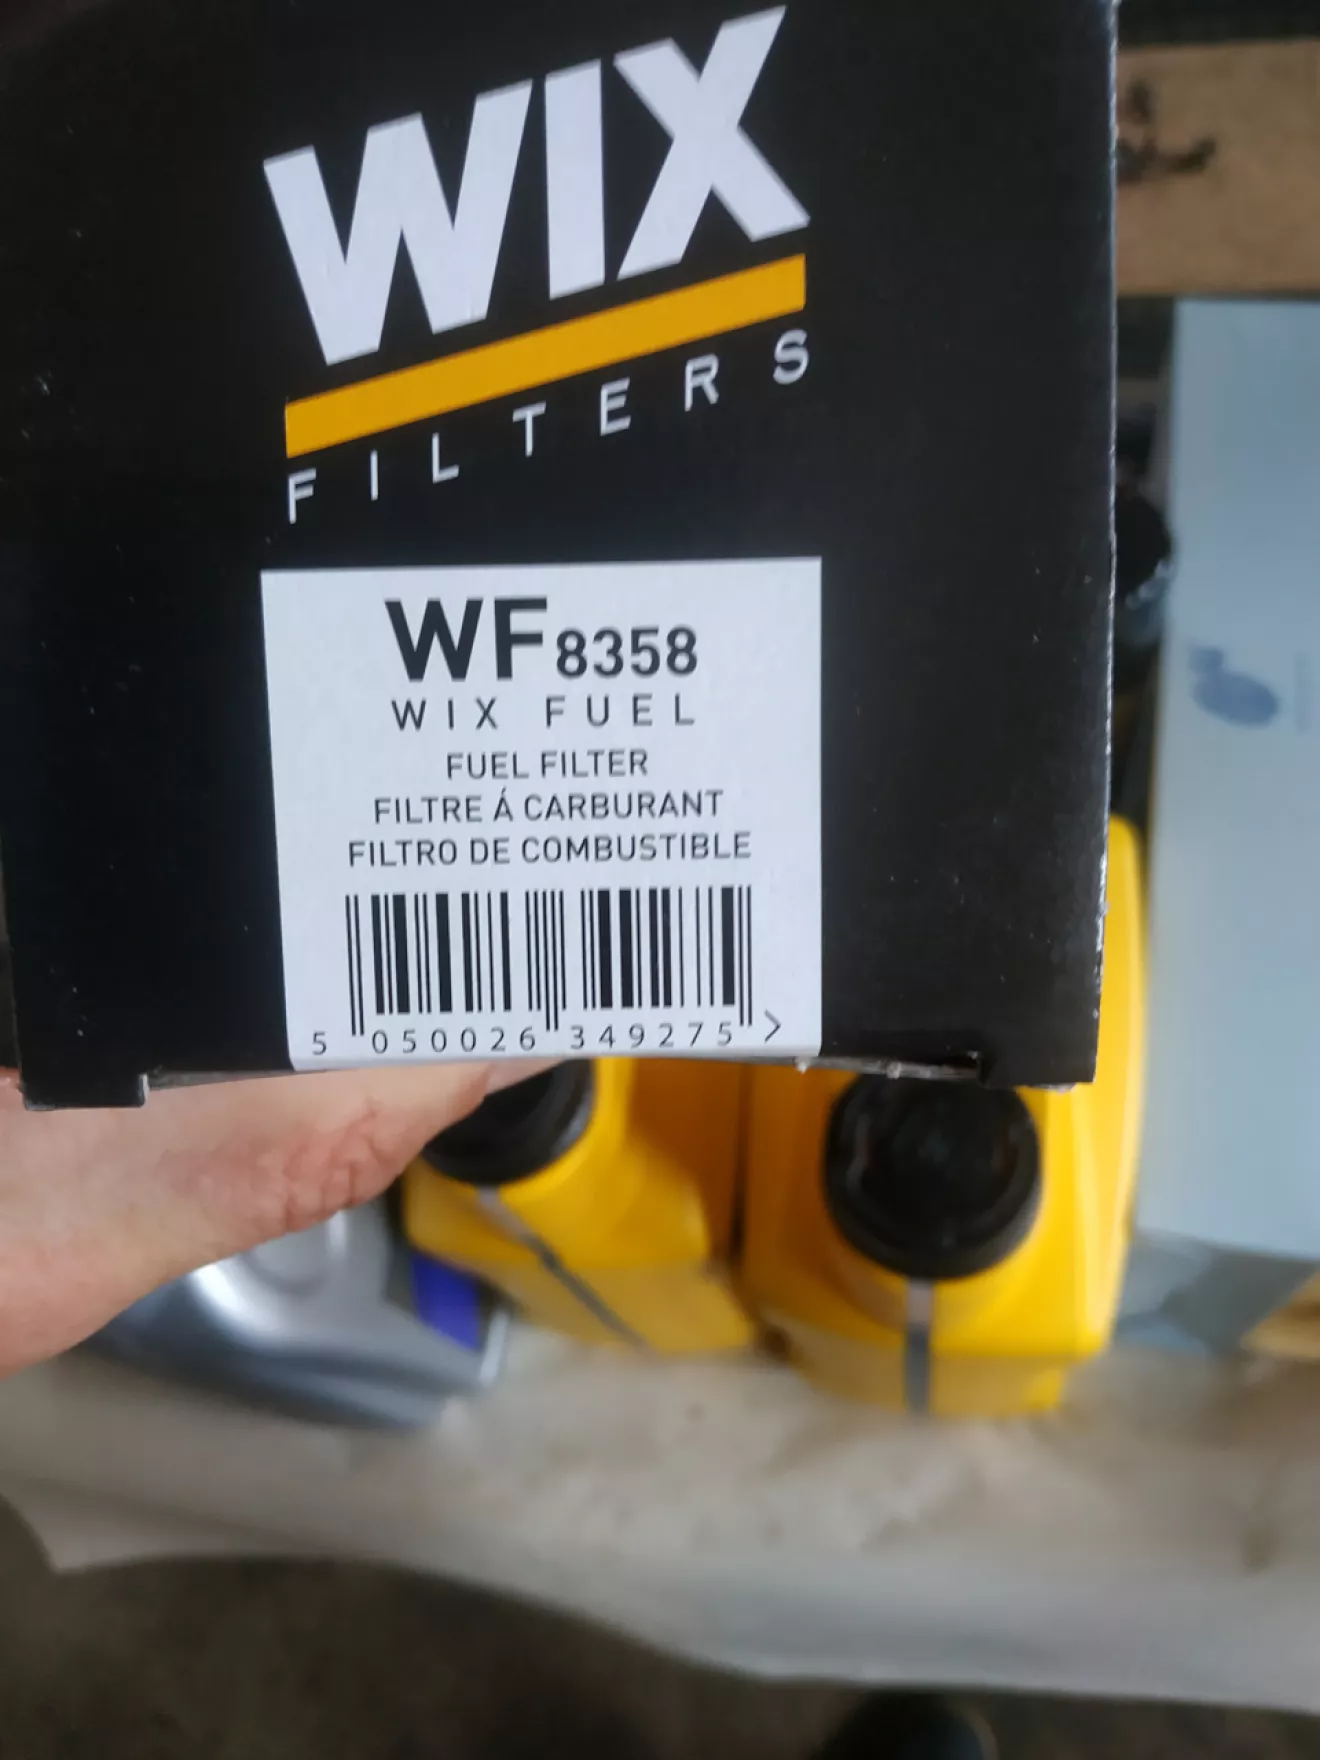 WIX
FILTERS
WF8358
WIX FUEL
FUEL FILTER
FILTRE Á CARBURANT
FILTRO DE COMBUSTIBLE
5 050026 349275 >